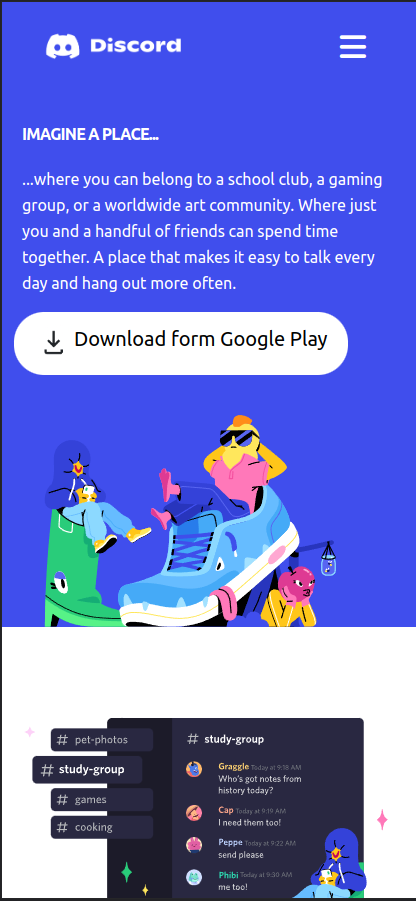 Discord
IMAGINE A PLACE...
...where you can belong to a school club, a gaming
group, or a worldwide art community. Where just
you and a handful of friends can spend time
together. A place that makes it easy to talk every
day and hang out more often.
Download form Google Play
# pet-photos
# study-group
# games
# cooking
# study-group
Graggle Today at 9:18 AM
Who's got notes from
history today?
Cap Today at 9:19 AM
I need them too!
Peppe Today at 9:22 AM
send please
Phibi Today at 9:30 AM
me too!